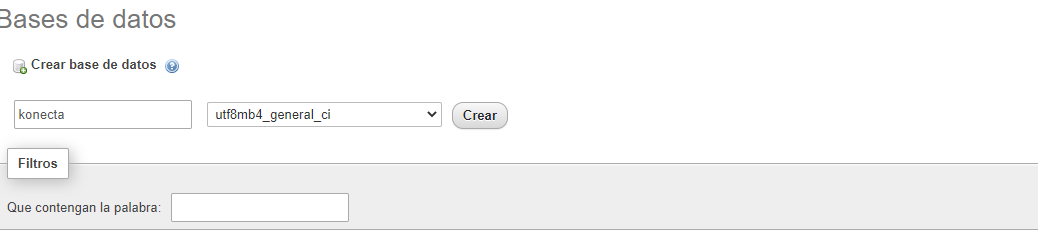 Bases de datos
Crear base de datos
konecta utf8mb4_general_ci Crear
Filtros
Que contengan la palabra: